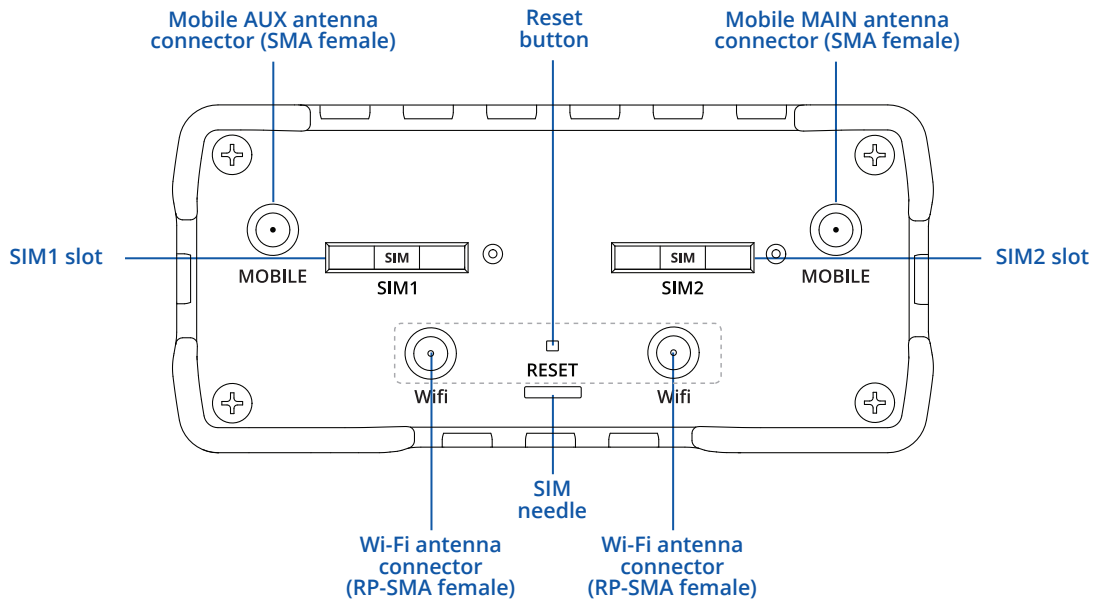 Mobile AUX antenna
connector (SMA female)
Reset
button
Mobile MAIN antenna
connector (SMA female)
SIM1 slot
MOBILE
SIM
SIM1
SIM
SIM2
MOBILE
SIM2 slot
RESET
Wifi
Wifi
SIM
needle
Wi-Fi antenna
connector
(RP-SMA female)
Wi-Fi antenna
connector
(RP-SMA female)